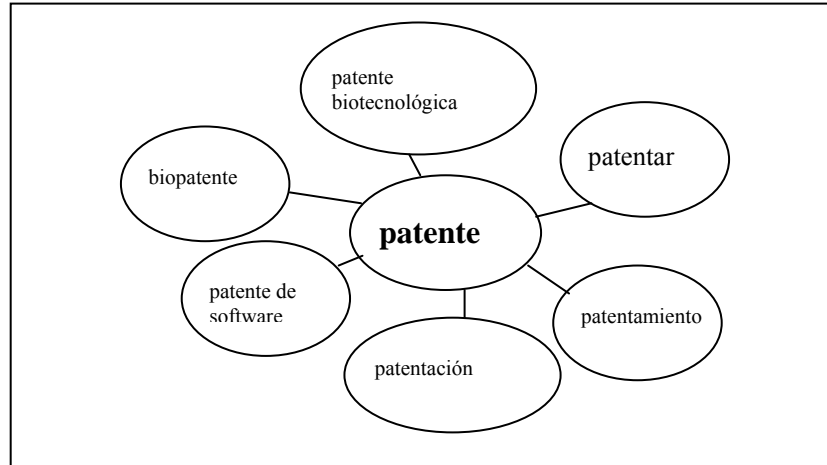 patente
biotecnológica
patentar
biopatente
patente
patente de
software
patentamiento
patentación